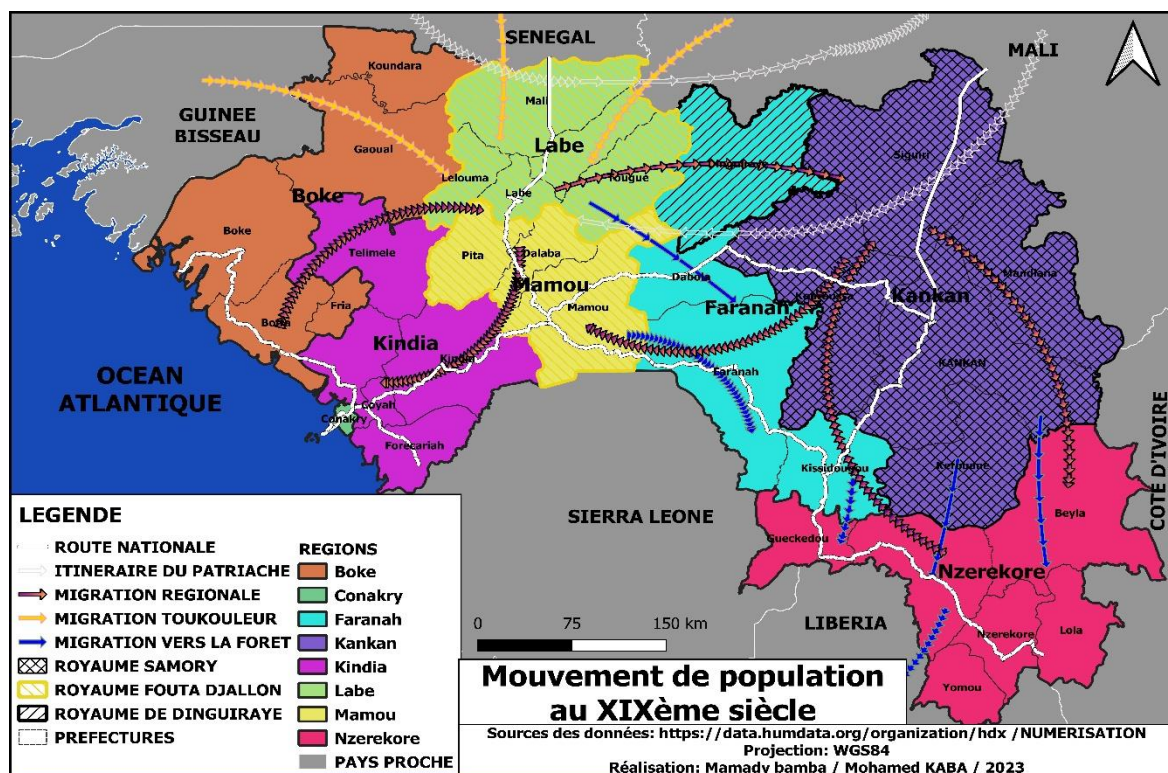 SENEGAL
MALI
GUINEE
BISSAU
Koundara
Gaoual
Mali
Labe
Lelouma
Labe
Tougue
Siguiri
Boke
Boke
Telimele
Pita
Dalaba
Mamou
Mamou
Dabola
Faranah
Kankan
Mandiana
Fria
Boffa
Kindia
Kindia
Faranah
KANKAN
OCEAN
ATLANTIQUE
Coyah
Conakry
Forecariah
Kissidougou
Kerouane
Beyla
COTE D'IVOIRE
SIERRA LEONE
Gueckedou
Nzerekore
LIBERIA
Nzerekore
Lola
Yomou
LEGENDE
ROUTE NATIONALE
ITINERAIRE DU PATRIACHE
MIGRATION REGIONALE
MIGRATION TOUKOULEUR
MIGRATION VERS LA FORET
ROYAUME SAMORY
ROYAUME FOUTA DJALLON
ROYAUME DE DINGUIRAYE
PREFECTURES
REGIONS
Boke
Conakry
Faranah
Kankan
Kindia
Labe
Mamou
Nzerekore
PAYS PROCHE
0 75 150 km
Mouvement de population
au XIXème siècle
Sources des données: https://data.humdata.org/organization/hdx /NUMERISATION
Projection: WGS84
Réalisation: Mamady bamba / Mohamed KABA / 2023